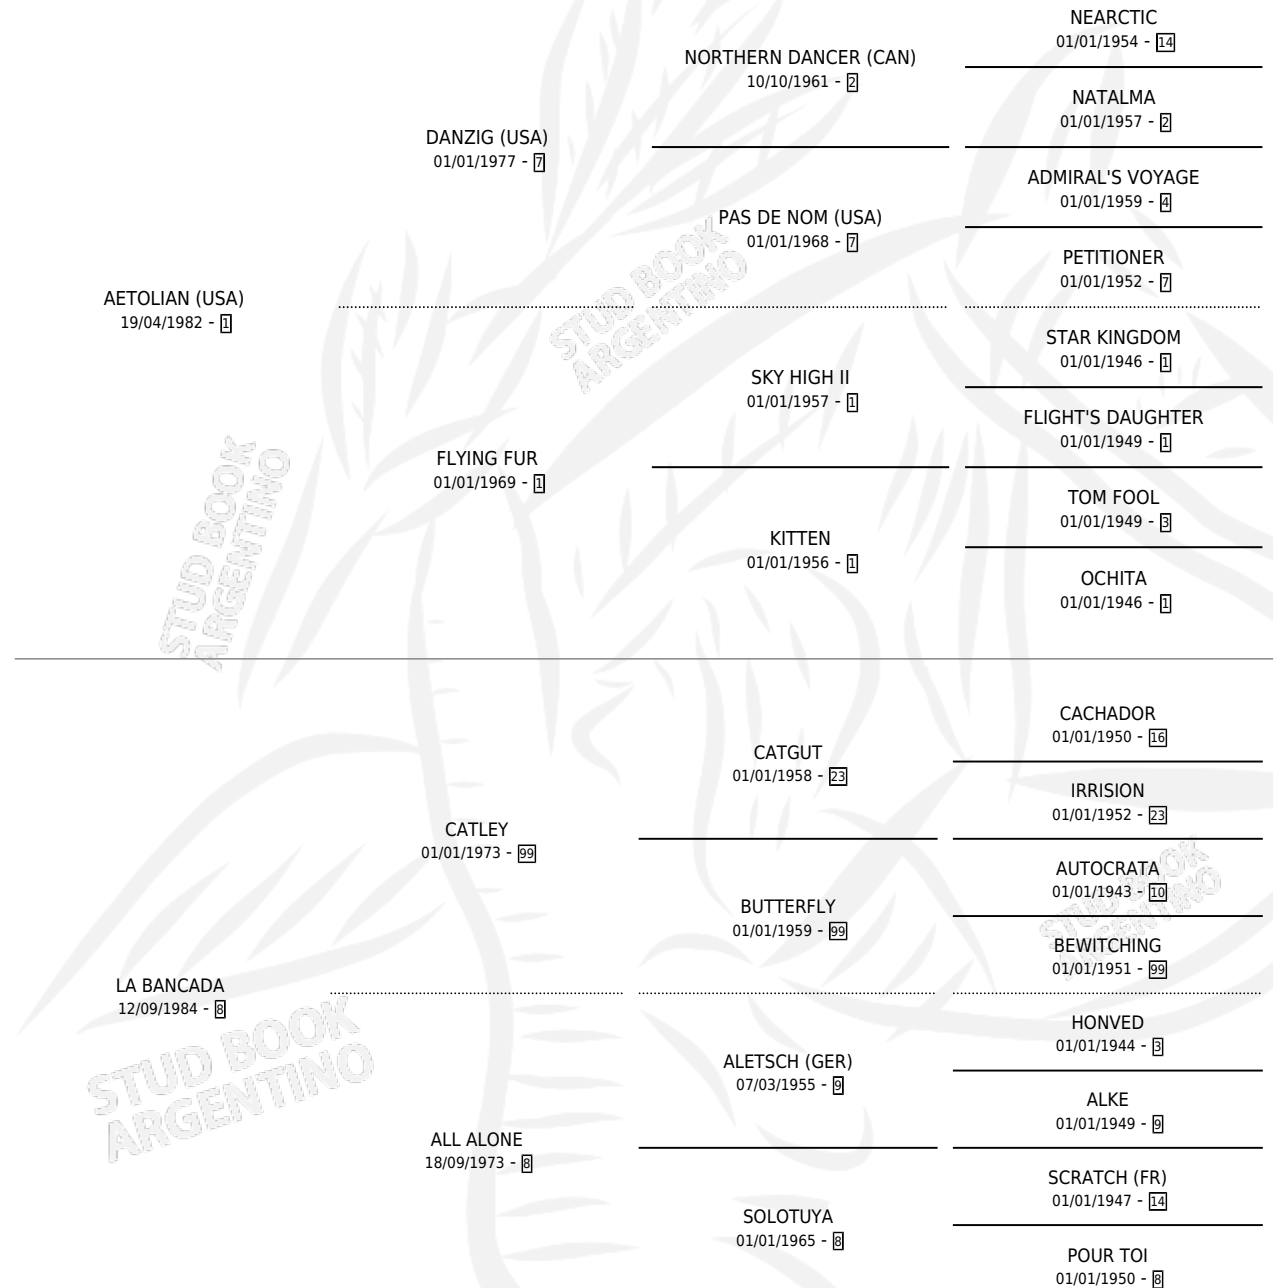 NEARCTIC
01/01/1954 - 14
NORTHERN DANCER (CAN)
10/10/1961 - 2
NATALMA
01/01/1957 - 2
DANZIG (USA)
01/01/1977 - 7
ADMIRAL'S VOYAGE
01/01/1959 - 4
PAS DE NOM (USA)
01/01/1968 - 7
PETITIONER
01/01/1952 - 7
AETOLIAN (USA)
19/04/1982 - 1
STAR KINGDOM
01/01/1946 - 1
SKY HIGH II
01/01/1957 - 1
FLIGHT'S DAUGHTER
01/01/1949 - 1
FLYING FUR
01/01/1969 - 1
TOM FOOL
01/01/1949 - 3
KITTEN
01/01/1956 - 1
OCHITA
01/01/1946 - 1
CACHADOR
01/01/1950 - 16
CATGUT
01/01/1958 - 23
IRRISION
01/01/1952 - 23
CATLEY
01/01/1973 - 99
AUTOCRATA
01/01/1943 - 10
BUTTERFLY
01/01/1959 - 99
BEWITCHING
01/01/1951 - 99
LA BANCADA
12/09/1984 - 8
HONVED
01/01/1944 - 3
ALETSCH (GER)
07/03/1955 - 9
ALKE
01/01/1949 - 9
ALL ALONE
18/09/1973 - 8
SCRATCH (FR)
01/01/1947 - 14
SOLOTUYA
01/01/1965 - 8
POUR TOI
01/01/1950 - 8
STUD BOOK
ARGENTINO
STUD BOOK
ARGENTINO
STUD BOOK
ARGENTINO
STUD BOOK
ARGENTINO